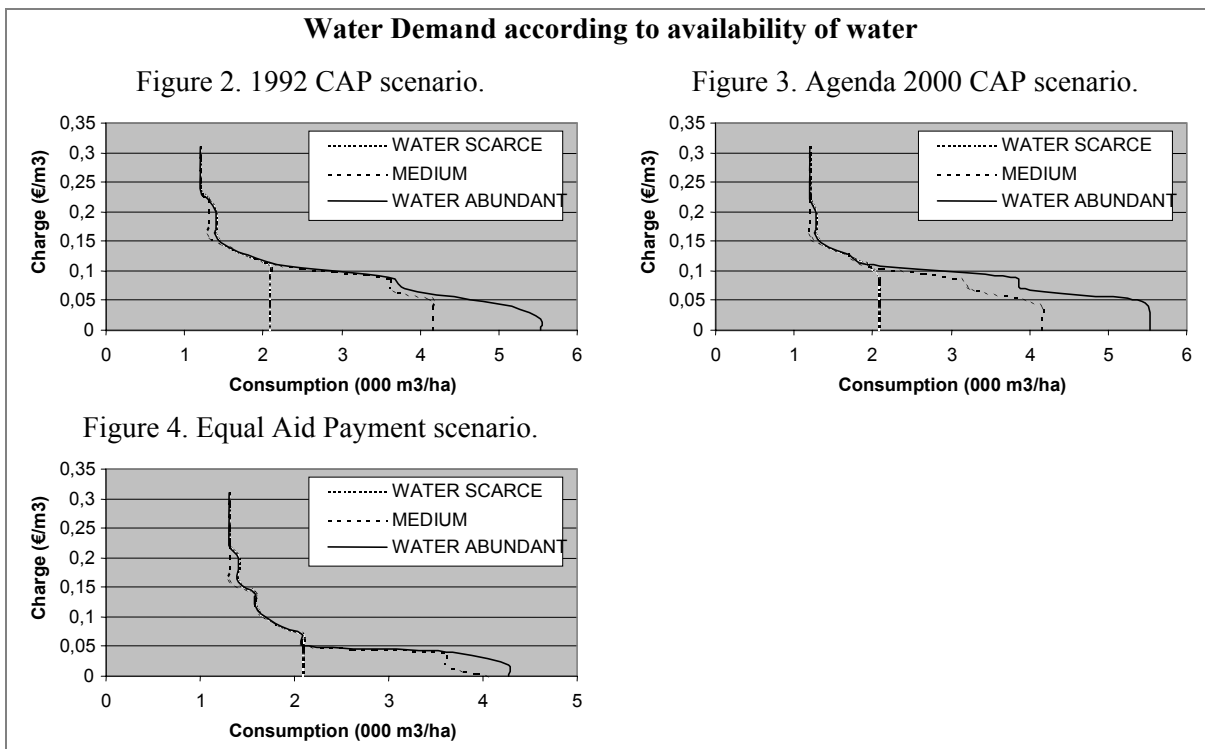 Water Demand according to availability of water
Figure 2. 1992 CAP scenario.
0,35
0,3
0,25
0,2
0,15
0,1
0,05
0
Charge (€/m3)
WATER SCARCE
MEDIUM
WATER ABUNDANT
0 1 2 3 4 5 6
Consumption (000 m3/ha)
Figure 3. Agenda 2000 CAP scenario.
0,35
0,3
0,25
0,2
0,15
0,1
0,05
0
Charge (€/m3)
WATER SCARCE
MEDIUM
WATER ABUNDANT
0 1 2 3 4 5 6
Consumption (000 m3/ha)
Figure 4. Equal Aid Payment scenario.
0,35
0,3
0,25
0,2
0,15
0,1
0,05
0
Charge (€/m3)
WATER SCARCE
MEDIUM
WATER ABUNDANT
0 1 2 3 4 5
Consumption (000 m3/ha)